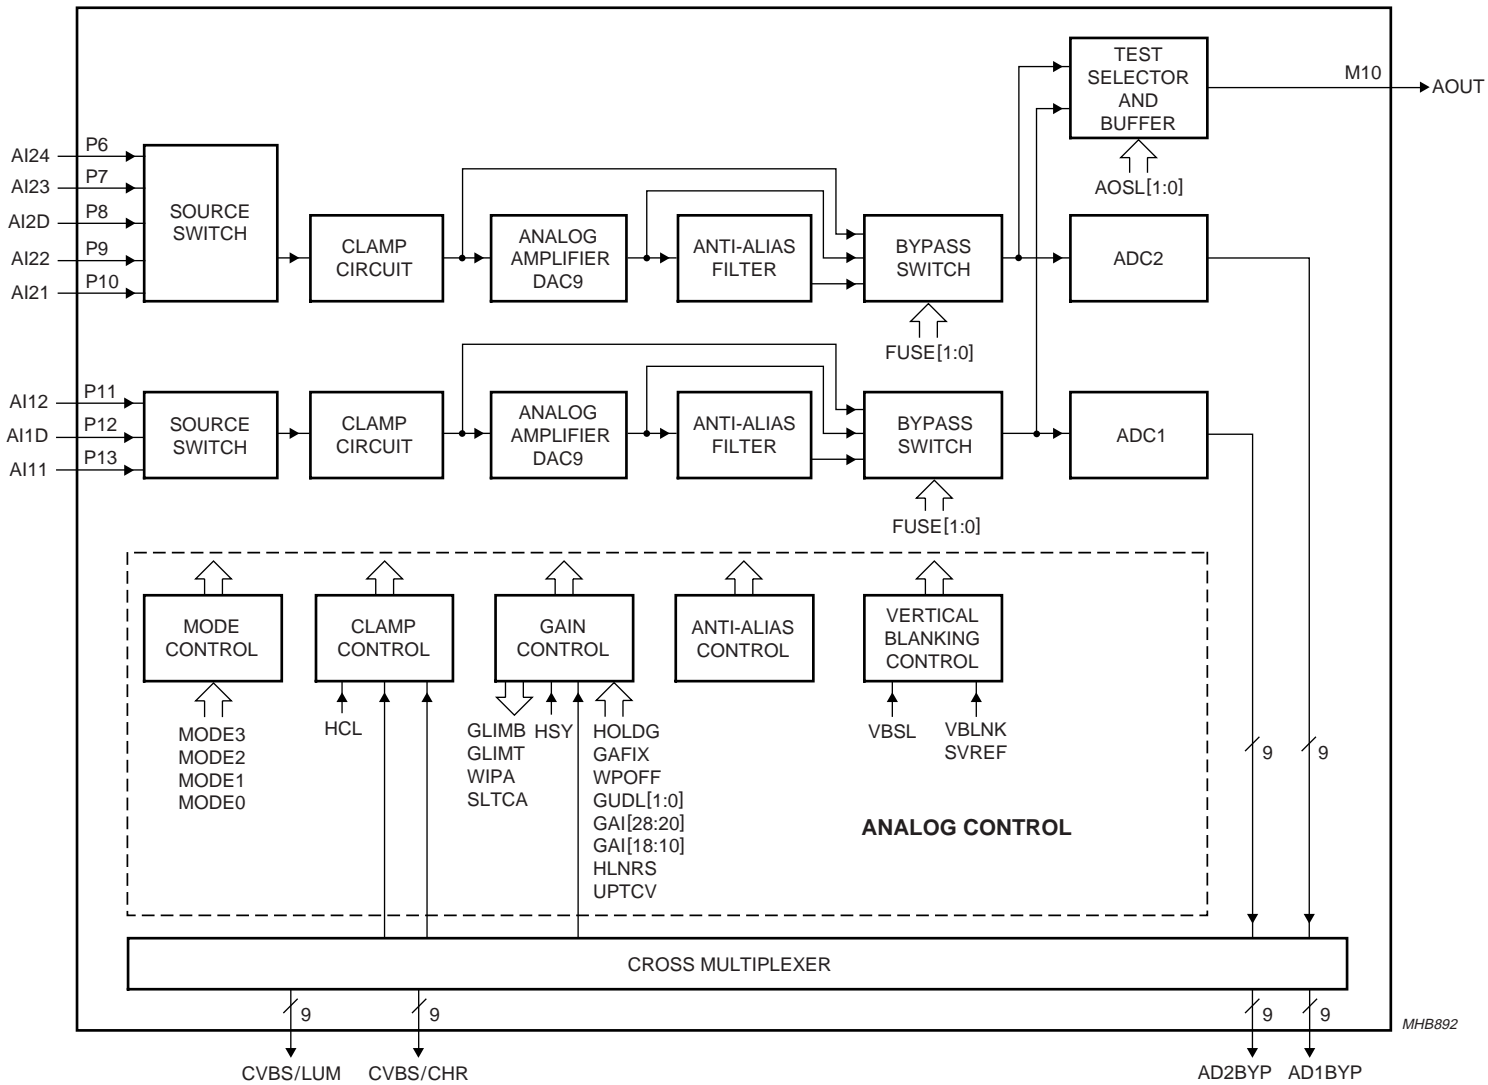 TEST
SELECTOR
AND
BUFFER
M10
AOUT
AOSL[1:0]
AI24
P6
AI23
P7
AI2D
P8
AI22
P9
AI21
P10
SOURCE
SWITCH
CLAMP
CIRCUIT
ANALOG
AMPLIFIER
DAC9
ANTI-ALIAS
FILTER
BYPASS
SWITCH
ADC2
FUSE[1:0]
AI12
P11
AI1D
P12
AI11
P13
SOURCE
SWITCH
CLAMP
CIRCUIT
ANALOG
AMPLIFIER
DAC9
ANTI-ALIAS
FILTER
BYPASS
SWITCH
ADC1
FUSE[1:0]
MODE
CONTROL
CLAMP
CONTROL
GAIN
CONTROL
ANTI-ALIAS
CONTROL
VERTICAL
BLANKING
CONTROL
MODE3
MODE2
MODE1
MODE0
HCL
GLIMB
GLIMT
WIPA
SLTCA
HSY
HOLDG
GAFIX
WPOFF
GUDL[1:0]
GAI[28:20]
GAI[18:10]
HLNRS
UPTCV
VBSL
VBLNK
SVREF
9
9
ANALOG CONTROL
CROSS MULTIPLEXER
9
9
9
9
MHB892
CVBS/LUM
CVBS/CHR
AD2BYP
AD1BYP